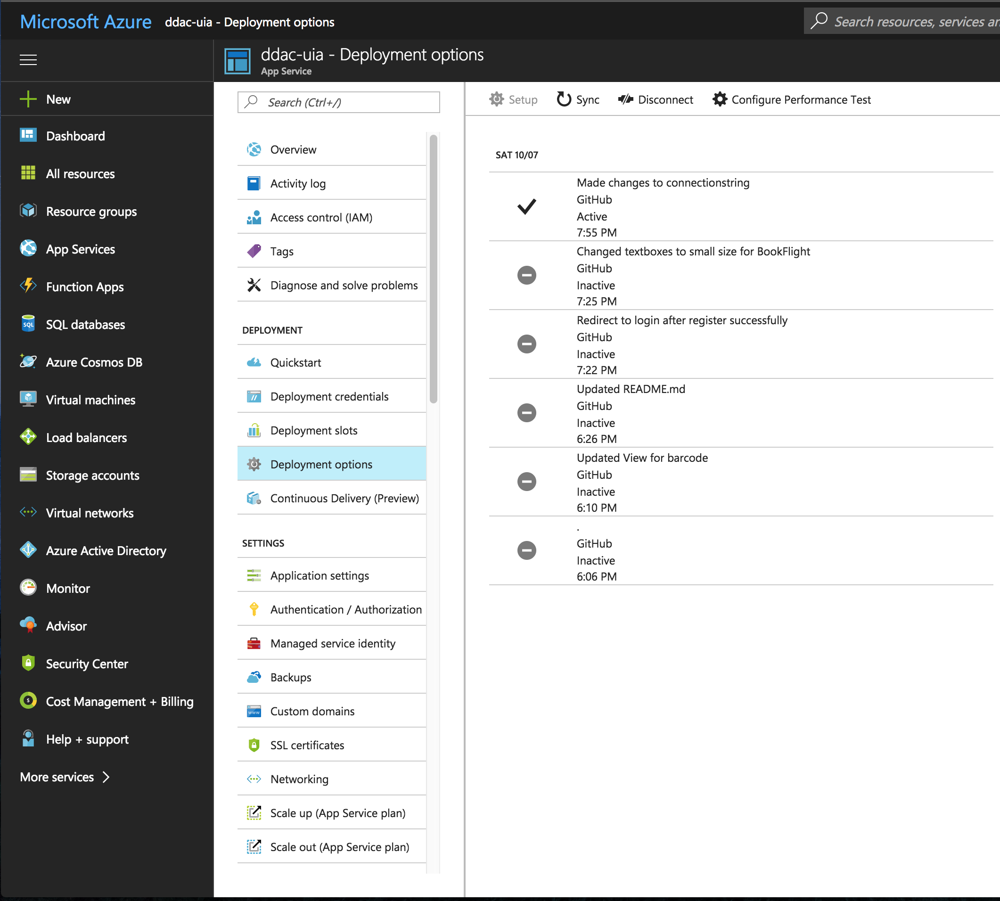 Microsoft Azure ddac-uia - Deployment options
Search resources, services
ddac-uia - Deployment options
App Service
New
Dashboard
All resources
Resource groups
App Services
Function Apps
SQL databases
Azure Cosmos DB
Virtual machines
Load balancers
Storage accounts
Virtual networks
Azure Active Directory
Monitor
Advisor
Security Center
Cost Management + Billing
Help + support
More services
Search (Ctrl+/)
Overview
Activity log
Access control (IAM)
Tags
Diagnose and solve problems
DEPLOYMENT
Quickstart
Deployment credentials
Deployment slots
Deployment options
Continuous Delivery (Preview)
SETTINGS
Application settings
Authentication / Authorization
Managed service identity
Backups
Custom domains
SSL certificates
Networking
Scale up (App Service plan)
Scale out (App Service plan)
Setup Sync Disconnect Configure Performance Test
SAT 10/07
Made changes to connectionstring
GitHub
Active
7:55 PM
Changed textboxes to small size for BookFlight
GitHub
Inactive
7:25 PM
Redirect to login after register successfully
GitHub
Inactive
7:22 PM
Updated README.md
GitHub
Inactive
6:26 PM
Updated View for barcode
GitHub
Inactive
6:10 PM
.
GitHub
Inactive
6:06 PM